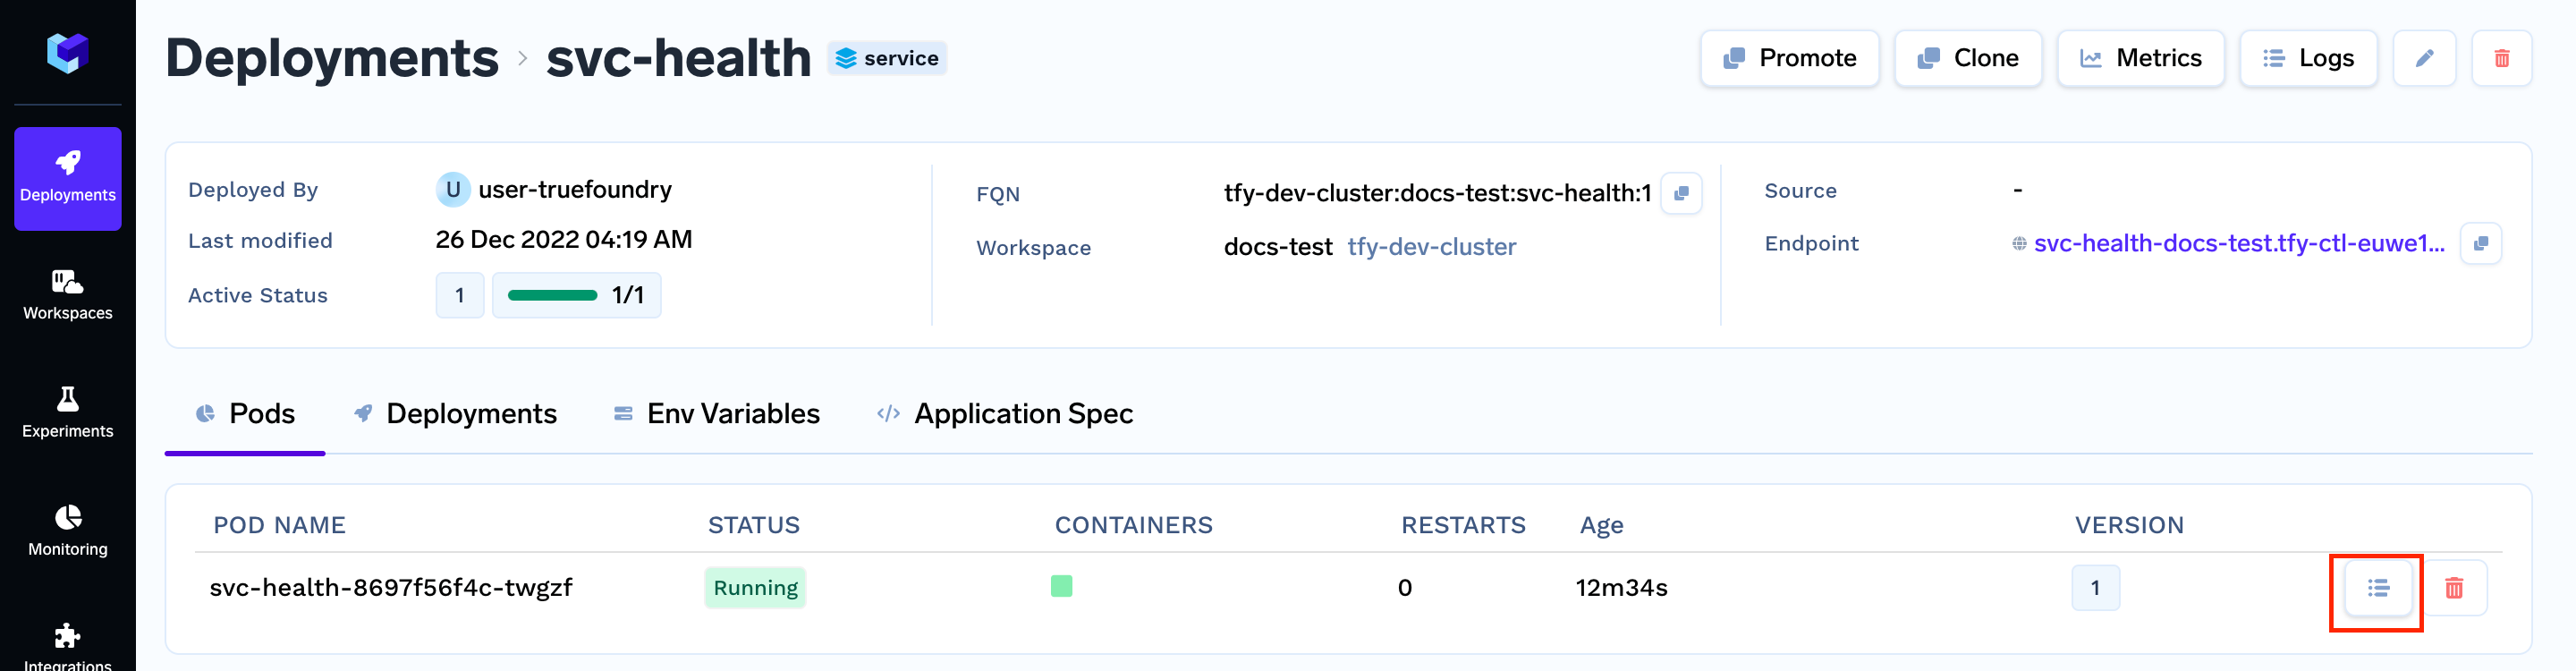 Deployments
Workspaces
Experiments
Monitoring
Integrations
Deployments > svc-health service
Promote
Clone
Metrics
Logs
Deployed By U user-truefoundry
Last modified 26 Dec 2022 04:19 AM
Active Status 1 1/1
FQN tfy-dev-cluster:docs-test:svc-health:1
Workspace docs-test tfy-dev-cluster
Source -
Endpoint svc-health-docs-test.tfy-ctl-euwe1...
Pods Deployments Env Variables Application Spec
POD NAME STATUS CONTAINERS RESTARTS Age VERSION
svc-health-8697f56f4c-twgzf Running 0 12m34s 1